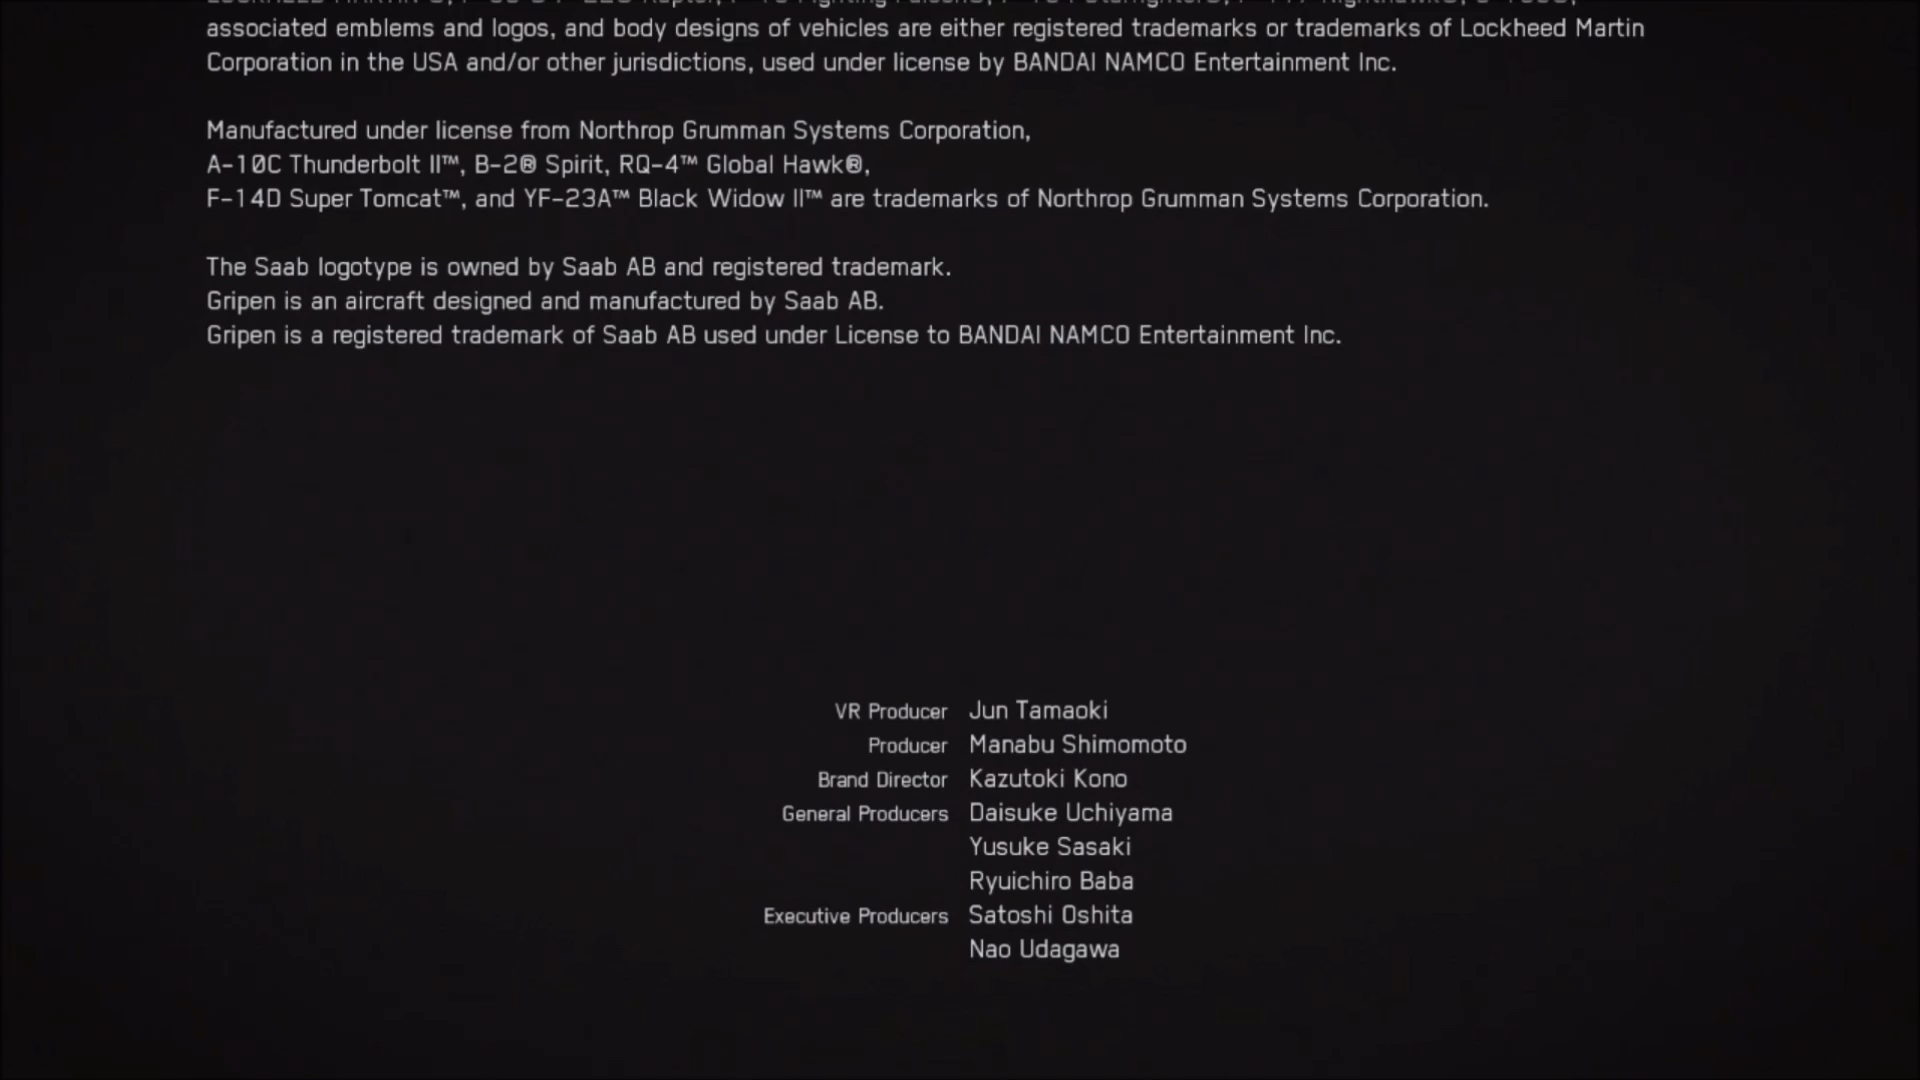 associated emblems and logos, and body designs of vehicles are either registered trademarks or trademarks of Lockheed Martin
Corporation in the USA and/or other jurisdictions, used under license by BANDAI NAMCO Entertainment Inc.
Manufactured under license from Northrop Grumman Systems Corporation,
A-10C Thunderbolt II™, B-2® Spirit, RQ-4™ Global Hawk®,
F-14D Super Tomcat™, and YF-23A™ Black Widow II™ are trademarks of Northrop Grumman Systems Corporation.
The Saab logotype is owned by Saab AB and registered trademark.
Gripen is an aircraft designed and manufactured by Saab AB.
Gripen is a registered trademark of Saab AB used under License to BANDAI NAMCO Entertainment Inc.
VR Producer Jun Tamaoki
Producer Manabu Shimomoto
Brand Director Kazutoki Kono
General Producers Daisuke Uchiyama
Yusuke Sasaki
Ryuichiro Baba
Executive Producers Satoshi Oshita
Nao Udagawa